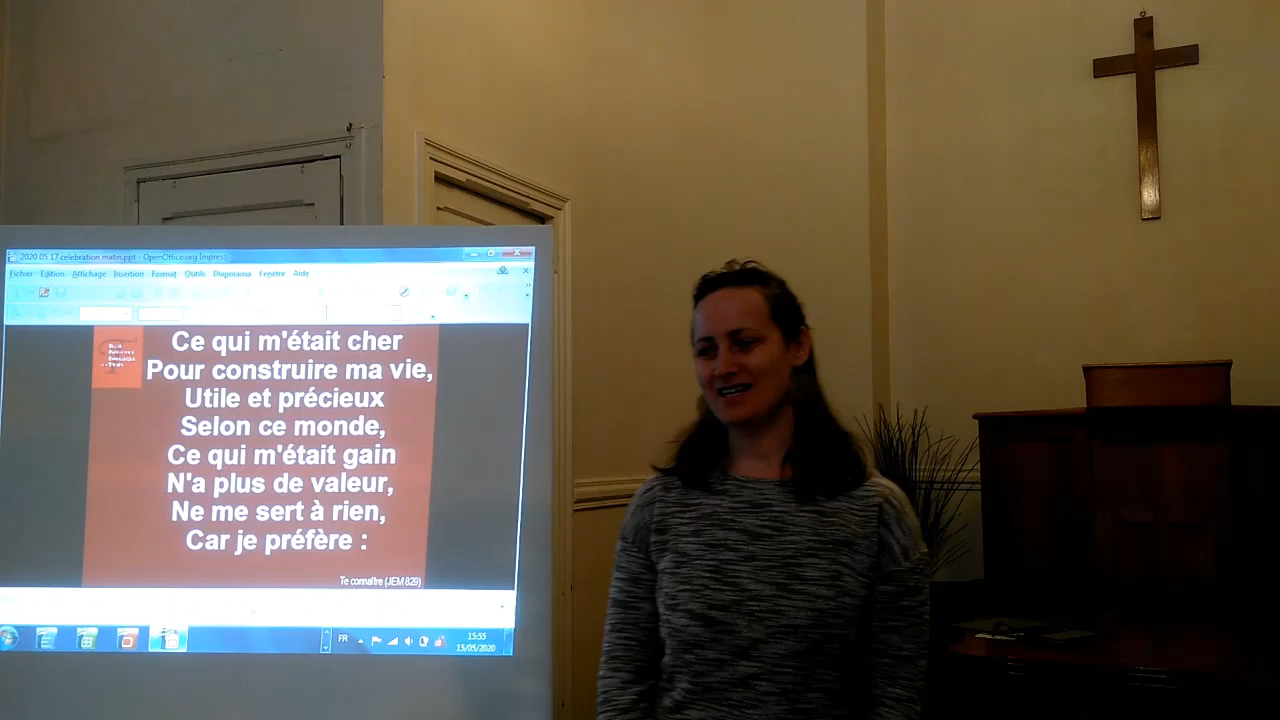 2020 05 17 celebration matin.ppt - OpenOffice.org Impress
Fichier Édition Affichage Insertion Format Outils Diaporama Fenêtre Aide
Ce qui m'était cher
Pour construire ma vie,
Utile et précieux
Selon ce monde,
Ce qui m'était gain
N'a plus de valeur,
Ne me sert à rien,
Car je préfère :
Te connaître (JEM 829)
FR
15:55
15/05/2020